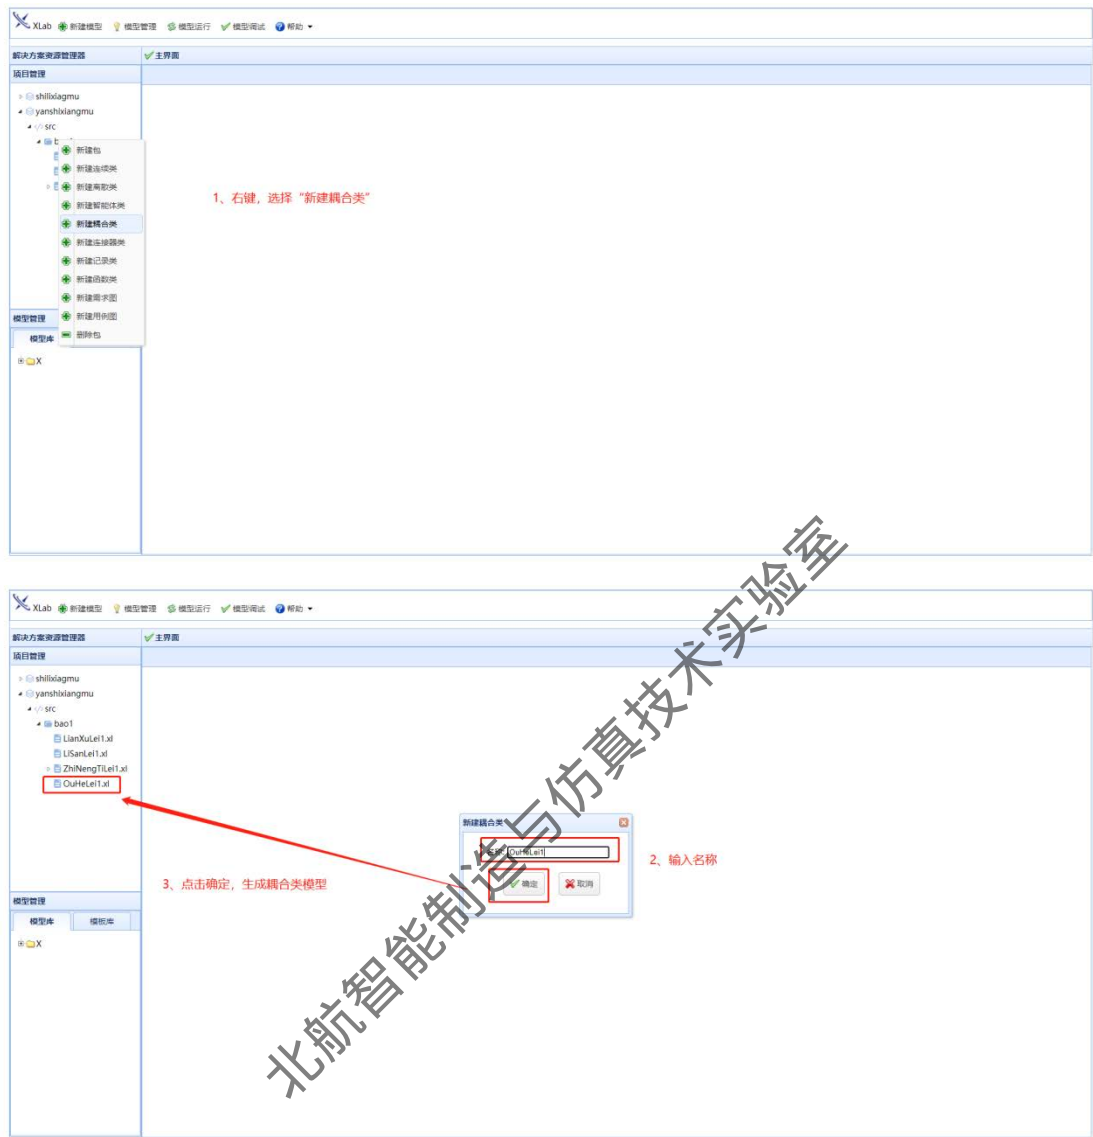 XLab 新建模型 模型管理 模型运行 模型调试 帮助
解决方案资源管理器 主界面
项目管理
shilixiagmu
yanshixiangmu
src
新建包
新建连续类
新建离散类
1、右键，选择“新建耦合类”
新建智能体类
新建耦合类
新建连接器类
新建记录类
新建函数类
新建需求图
模型管理 新建用例图
模型库 删除包
X
XLab 新建模型 模型管理 模型运行 模型调试 帮助
解决方案资源管理器 主界面
项目管理
shilixiagmu
yanshixiangmu
src
bao1
LianXuLei1.xl
LiSanLei1.xl
ZhiNengTiLei1.xl
OuHeLei1.xl
新建耦合类
名称: OuHeLei1
2、输入名称
3、点击确定，生成耦合类模型
确定 取消
模型管理
模型库 模板库
X
北航智能制造与仿真技术实验室